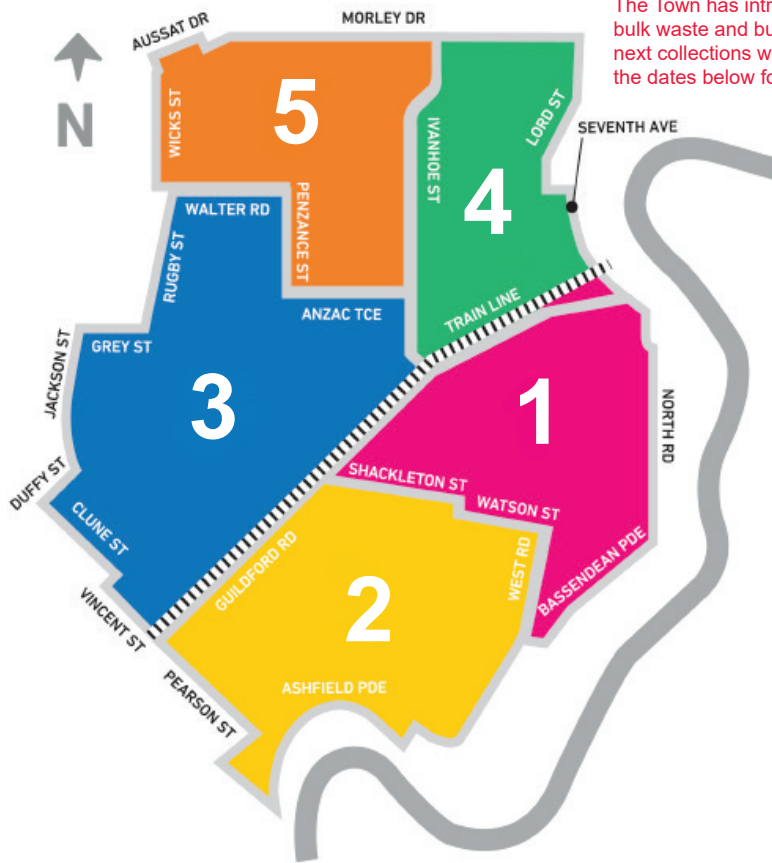 The Town has intr
bulk waste and bu
next collections w
the dates below fo
AUSSAT DR
MORLEY DR
N
WICKS ST
5
IVANHOE ST
LORD ST
SEVENTH AVE
4
PENZANCE ST
WALTER RD
RUGBY ST
ANZAC TCE
TRAIN LINE
JACKSON ST
GREY ST
3
1
NORTH RD
DUFFY ST
SHACKLETON ST
WATSON ST
CLUNE ST
GUILDFORD RD
WEST RD
BASSENDEAN PDE
2
VINCENT ST
PEARSON ST
ASHFIELD PDE